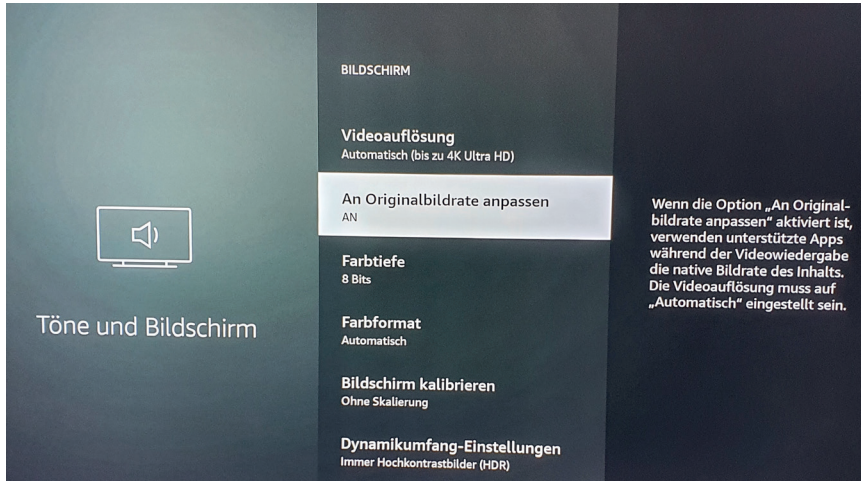 Töne und Bildschirm
BILDSCHIRM
Videoauflösung
Automatisch (bis zu 4K Ultra HD)
An Originalbildrate anpassen
AN
Farbtiefe
8 Bits
Farbformat
Automatisch
Bildschirm kalibrieren
Ohne Skalierung
Dynamikumfang-Einstellungen
Immer Hochkontrastbilder (HDR)
Wenn die Option „An Original-
bildrate anpassen“ aktiviert ist,
verwenden unterstützte Apps
während der Videowiedergabe
die native Bildrate des Inhalts.
Die Videoauflösung muss auf
„Automatisch“ eingestellt sein.